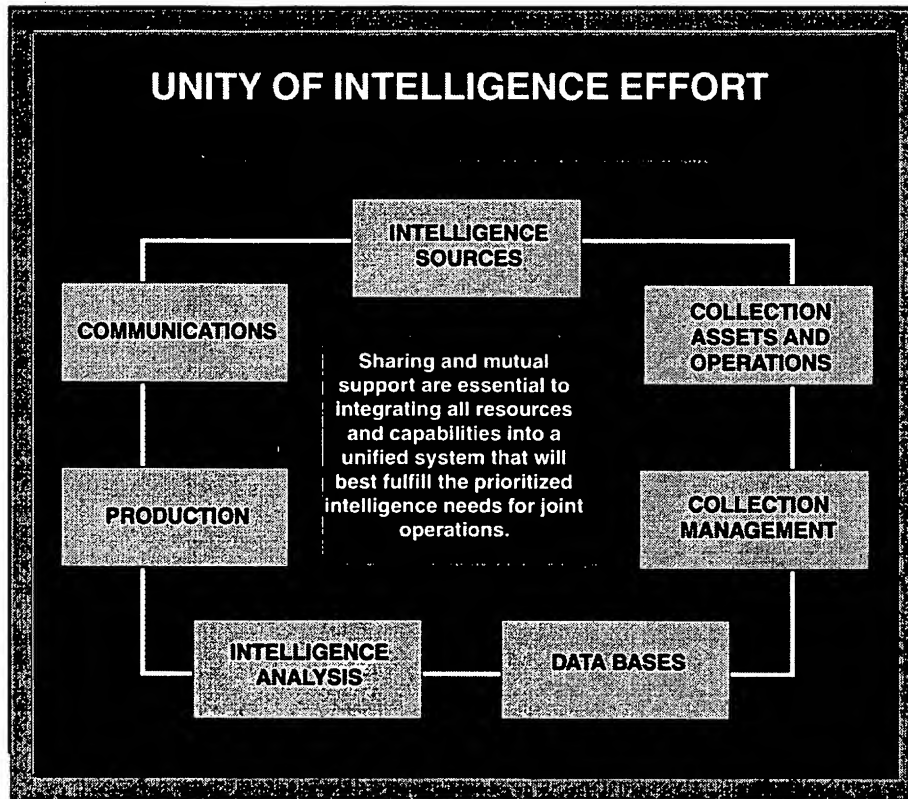 UNITY OF INTELLIGENCE EFFORT
INTELLIGENCE
SOURCES
COMMUNICATIONS
COLLECTION
ASSETS AND
OPERATIONS
Sharing and mutual
support are essential to
integrating all resources
and capabilities into a
unified system that will
best fulfill the prioritized
intelligence needs for joint
operations.
PRODUCTION
COLLECTION
MANAGEMENT
INTELLIGENCE
ANALYSIS
DATA BASES